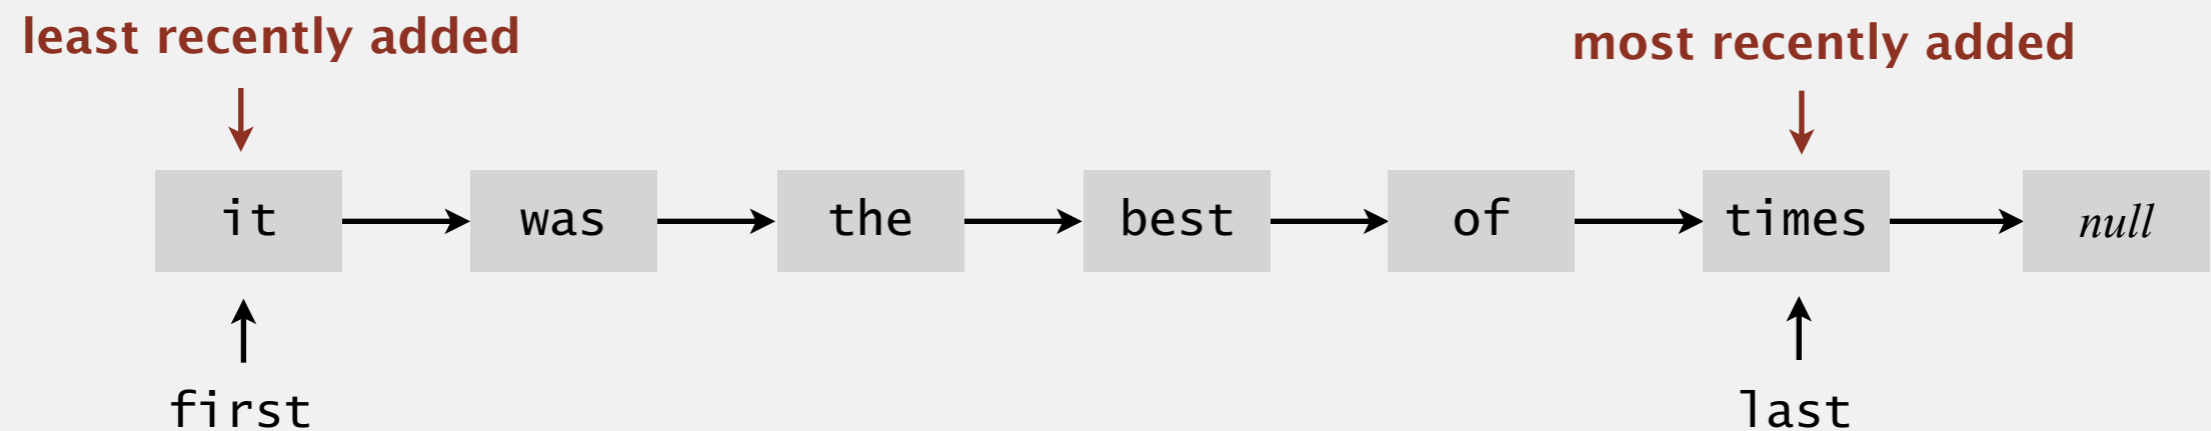 least recently added
most recently added
it was the best of times null
first
last